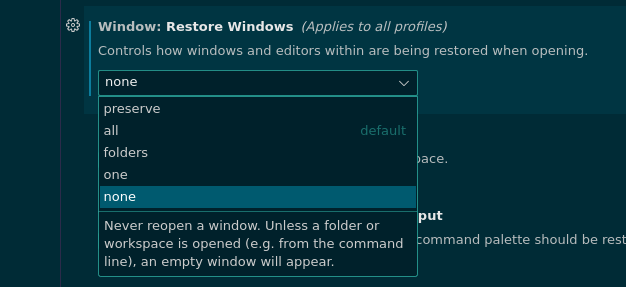 Window: Restore Windows (Applies to all profiles)
Controls how windows and editors within are being restored when opening.
none
preserve
all default
folders
pace.
one
none
put
Never reopen a window. Unless a folder or
workspace is opened (e.g. from the command
command palette should be rest
line), an empty window will appear.